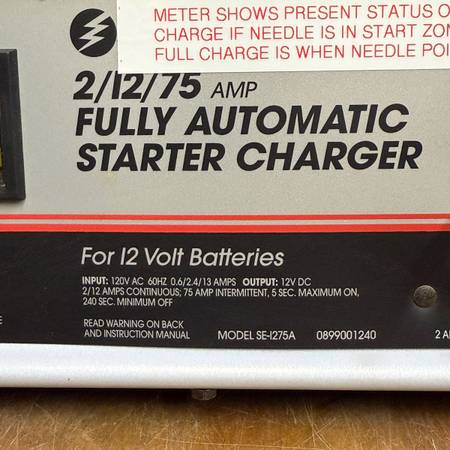 METER SHOWS PRESENT STATUS O
CHARGE IF NEEDLE IS IN START ZON
FULL CHARGE IS WHEN NEEDLE POI
2/12/75 AMP
FULLY AUTOMATIC
STARTER CHARGER
For 12 Volt Batteries
INPUT: 120V AC 60HZ 0.6/2.4/13 AMPS OUTPUT: 12V DC
2/12 AMPS CONTINUOUS; 75 AMP INTERMITTENT, 5 SEC. MAXIMUM ON,
240 SEC. MINIMUM OFF
READ WARNING ON BACK
AND INSTRUCTION MANUAL MODEL SE-1275A 0899001240 2 A